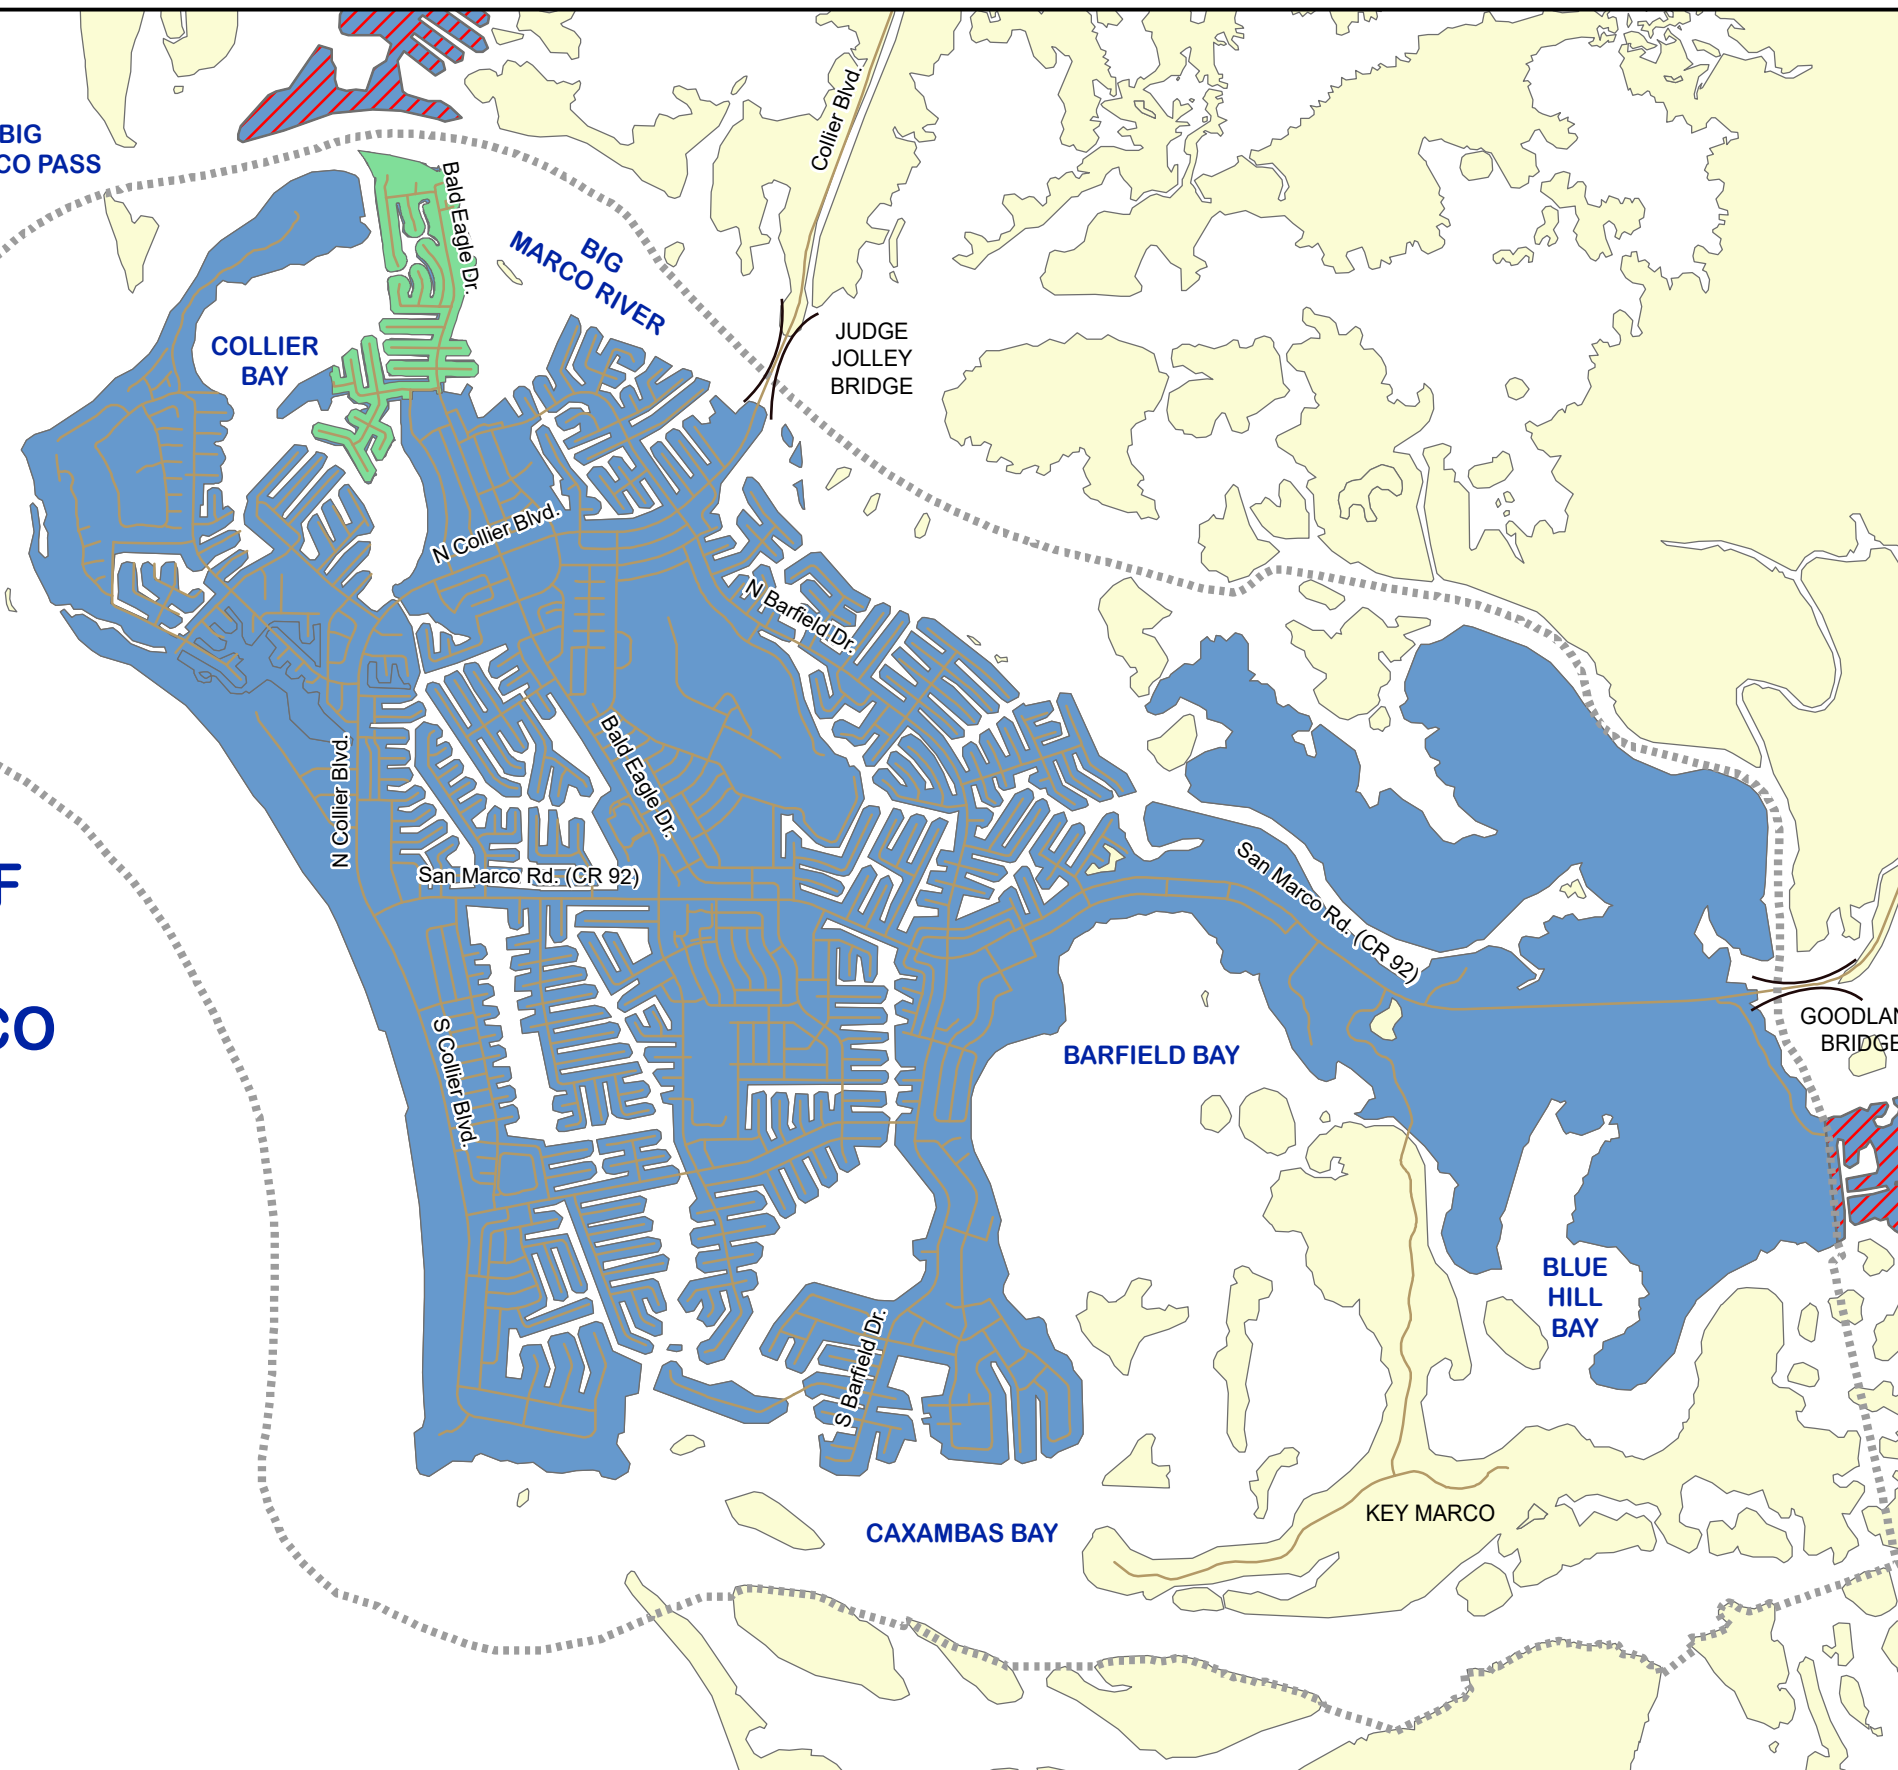 BIG
CO PASS
Collier Blvd.
Bald Eagle Dr.
BIG
MARCO RIVER
COLLIER
BAY
JUDGE
JOLLEY
BRIDGE
N Collier Blvd.
N Barfield Dr.
N Collier Blvd.
Bald Eagle Dr.
San Marco Rd. (CR 92)
San Marco Rd. (CR 92)
F
CO
S Collier Blvd.
BARFIELD BAY
GOODLAN
BRIDGE
BLUE
HILL
BAY
S Barfield Dr.
KEY MARCO
CAXAMBAS BAY